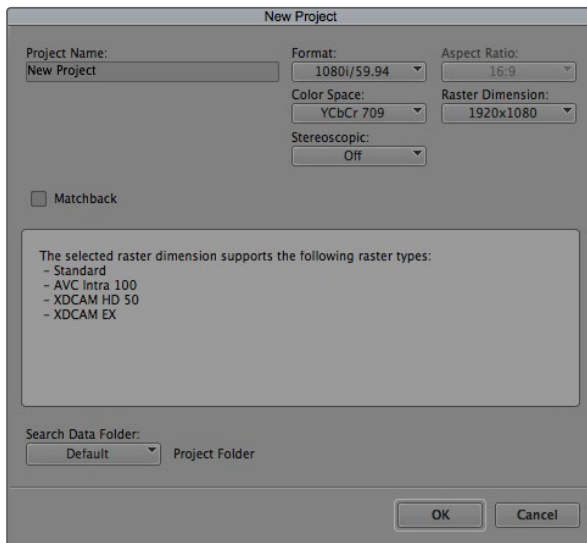 New Project
Project Name:
New Project
Format:
1080i/59.94
Aspect Ratio:
16:9
Color Space:
YCbCr 709
Raster Dimension:
1920x1080
Stereoscopic:
Off
Matchback
The selected raster dimension supports the following raster types:
– Standard
– AVC Intra 100
– XDCAM HD 50
– XDCAM EX
Search Data Folder:
Default
Project Folder
OK
Cancel